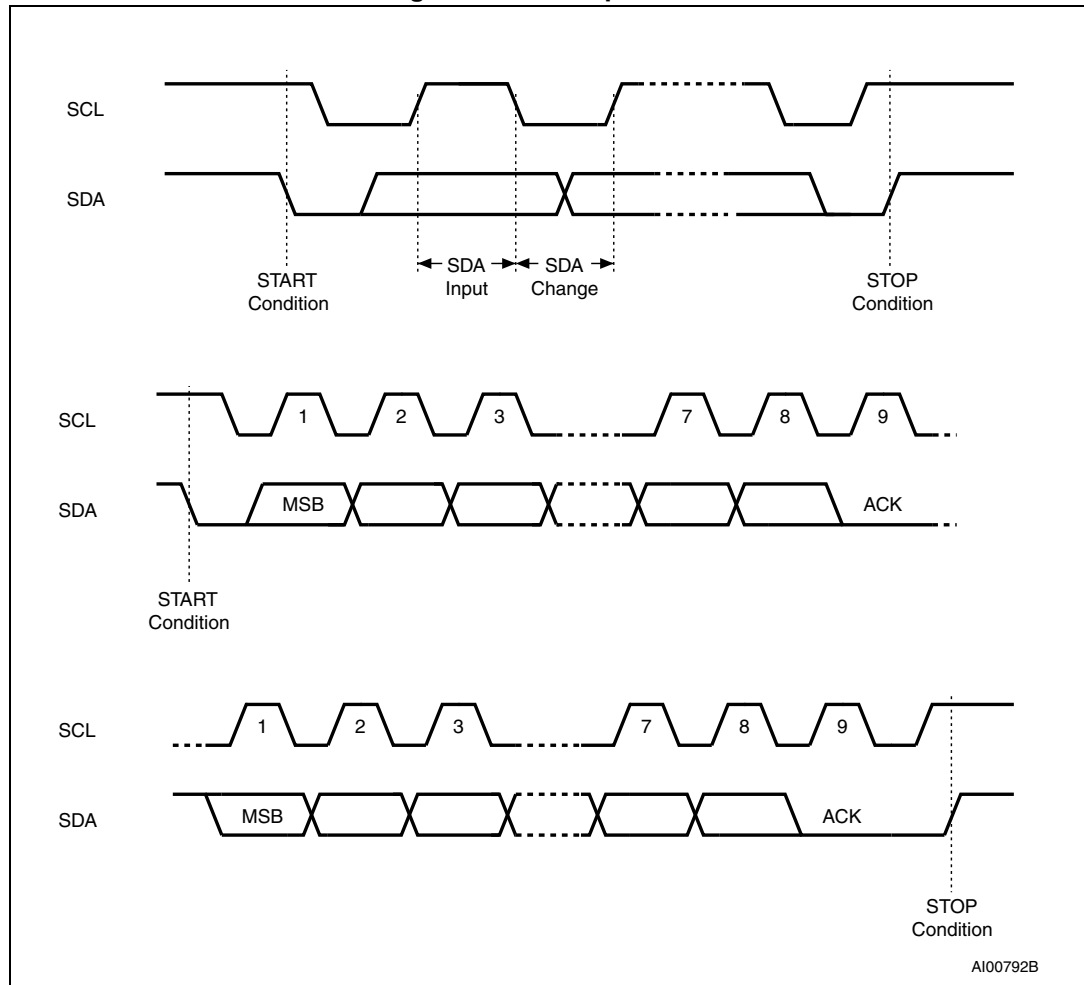 SCL
SDA
SDA Input
SDA Change
START Condition
STOP Condition
SCL
1 2 3 7 8 9
SDA
MSB
ACK
START Condition
SCL
1 2 3 7 8 9
SDA
MSB
ACK
STOP Condition
AI00792B